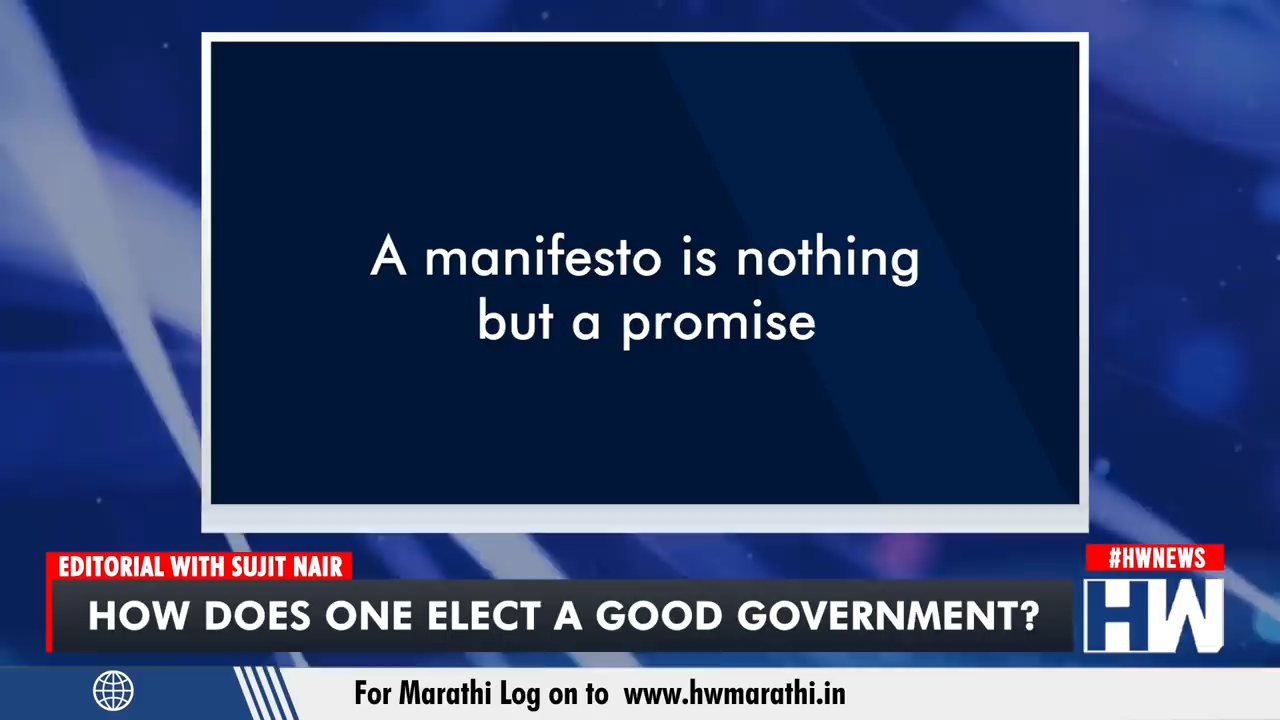 A manifesto is nothing
but a promise
EDITORIAL WITH SUJIT NAIR
#HWNEWS
HOW DOES ONE ELECT A GOOD GOVERNMENT?
HW
For Marathi Log on to www.hwmarathi.in